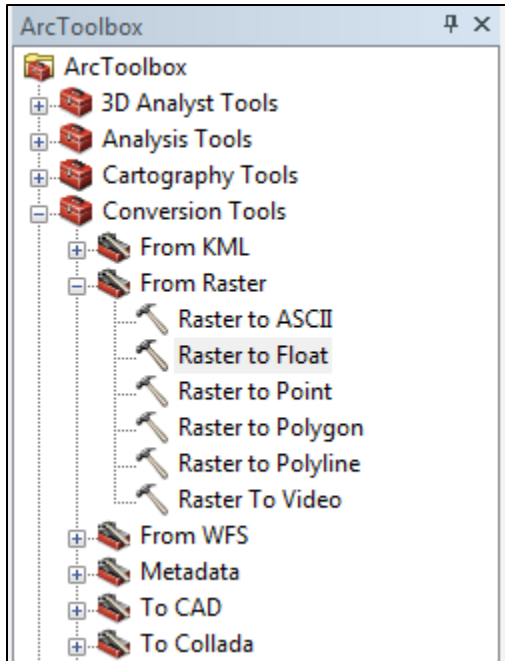 ArcToolbox
ArcToolbox
3D Analyst Tools
Analysis Tools
Cartography Tools
Conversion Tools
From KML
From Raster
Raster to ASCII
Raster to Float
Raster to Point
Raster to Polygon
Raster to Polyline
Raster To Video
From WFS
Metadata
To CAD
To Collada